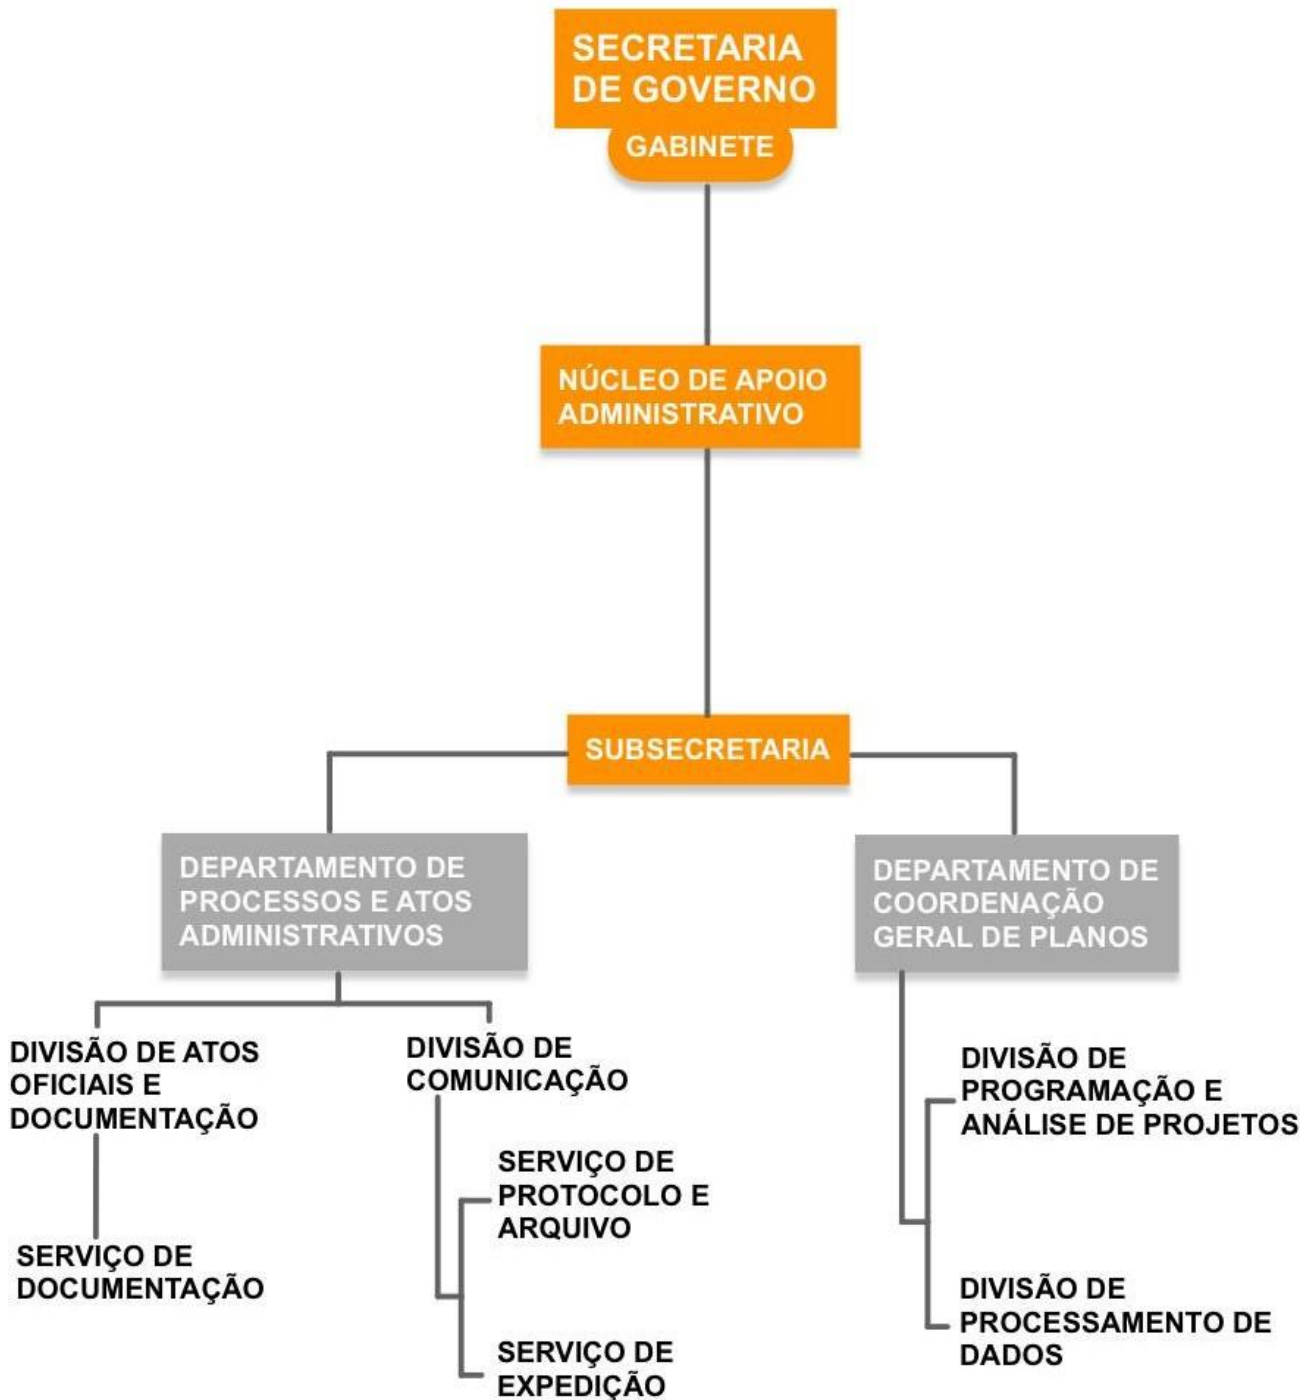 SECRETARIA
DE GOVERNO
GABINETE
NÚCLEO DE APOIO
ADMINISTRATIVO
SUBSECRETARIA
DEPARTAMENTO DE
PROCESSOS E ATOS
ADMINISTRATIVOS
DEPARTAMENTO DE
COORDENAÇÃO
GERAL DE PLANOS
DIVISÃO DE ATOS
OFICIAIS E
DOCUMENTAÇÃO
SERVIÇO DE
DOCUMENTAÇÃO
DIVISÃO DE
COMUNICAÇÃO
SERVIÇO DE
PROTOCOLO E
ARQUIVO
SERVIÇO DE
EXPEDIÇÃO
DIVISÃO DE
PROGRAMAÇÃO E
ANÁLISE DE PROJETOS
DIVISÃO DE
PROCESSAMENTO DE
DADOS